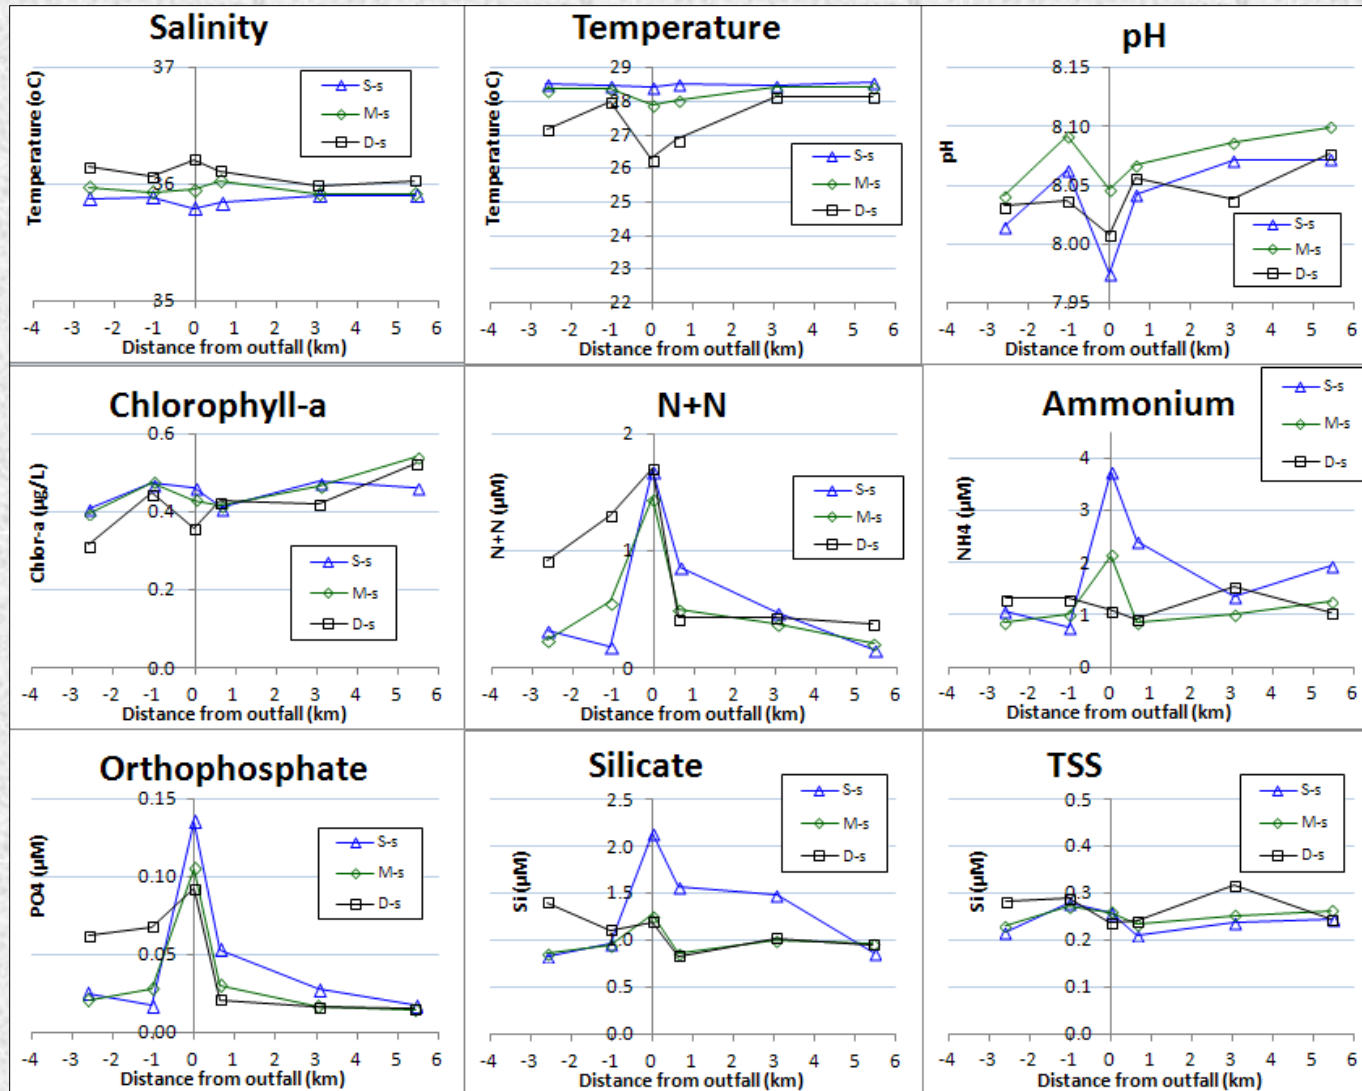 Salinity
Temperature (oC)
37
36
35
S-s
M-s
D-s
-4 -3 -2 -1 0 1 2 3 4 5 6
Distance from outfall (km)
Temperature
Temperature (oC)
29
28
27
26
25
24
23
22
S-s
M-s
D-s
-4 -3 -2 -1 0 1 2 3 4 5 6
Distance from outfall (km)
pH
pH
8.15
8.10
8.05
8.00
7.95
S-s
M-s
D-s
-4 -3 -2 -1 0 1 2 3 4 5 6
Distance from outfall (km)
Chlorophyll-a
Chlor-a (µg/L)
0.6
0.4
0.2
0.0
S-s
M-s
D-s
-4 -3 -2 -1 0 1 2 3 4 5 6
Distance from outfall (km)
N+N
N+N (µM)
2
1
0
S-s
M-s
D-s
-4 -3 -2 -1 0 1 2 3 4 5 6
Distance from outfall (km)
Ammonium
NH4 (µM)
4
3
2
1
0
S-s
M-s
D-s
-4 -3 -2 -1 0 1 2 3 4 5 6
Distance from outfall (km)
Orthophosphate
PO4 (µM)
0.15
0.10
0.05
0.00
S-s
M-s
D-s
-4 -3 -2 -1 0 1 2 3 4 5 6
Distance from outfall (km)
Silicate
Si (µM)
2.5
2.0
1.5
1.0
0.5
0.0
S-s
M-s
D-s
-4 -3 -2 -1 0 1 2 3 4 5 6
Distance from outfall (km)
TSS
Si (µM)
0.5
0.4
0.3
0.2
0.1
0.0
S-s
M-s
D-s
-4 -3 -2 -1 0 1 2 3 4 5 6
Distance from outfall (km)